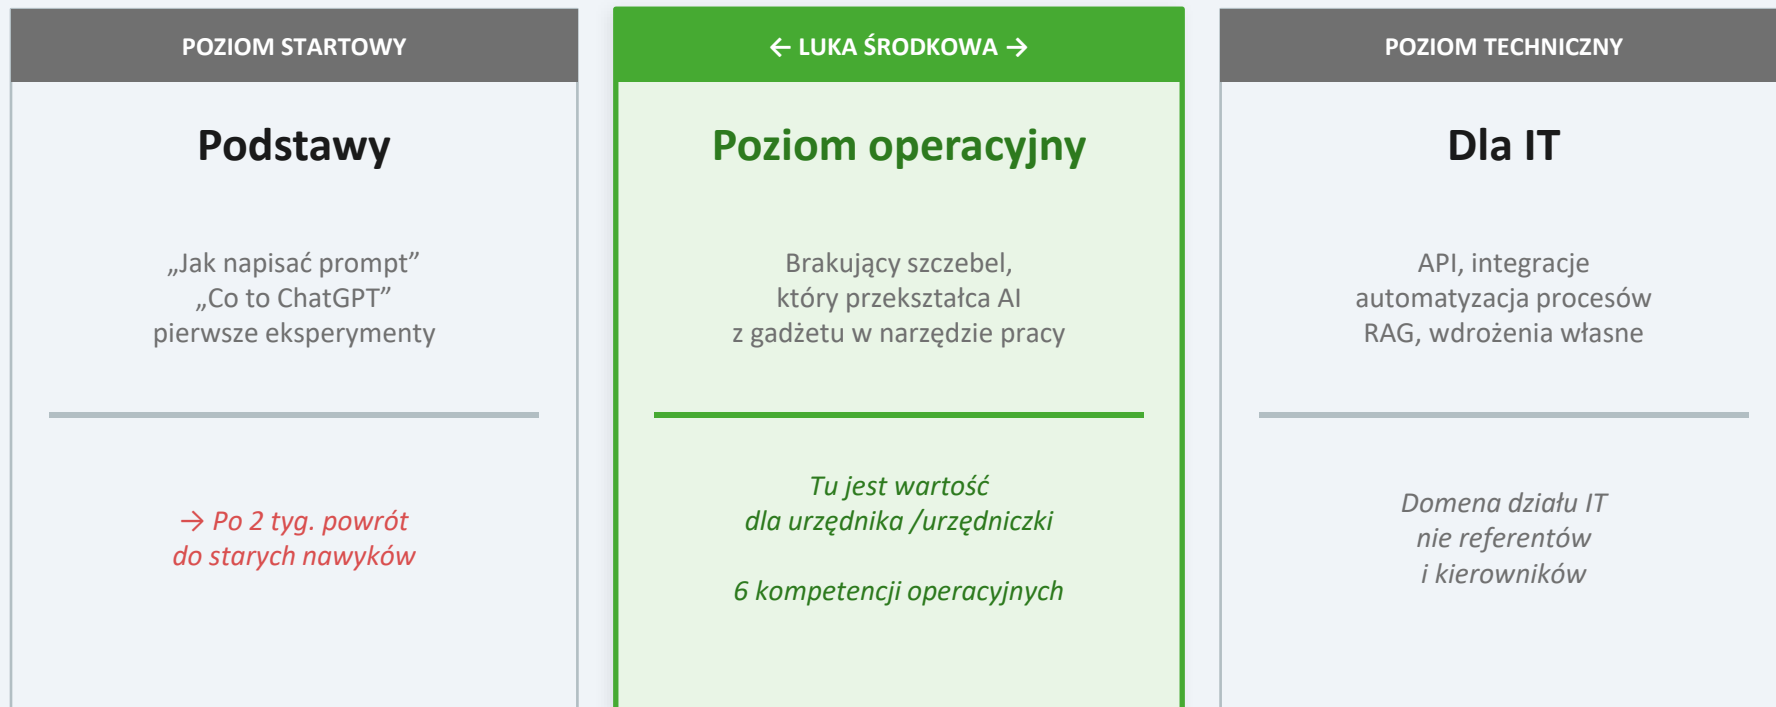 POZIOM STARTOWY
Podstawy
„Jak napisać prompt”
„Co to ChatGPT”
pierwsze eksperymenty
→ Po 2 tyg. powrót
do starych nawyków
← LUKA ŚRODKOWA →
Poziom operacyjny
Brakujący szczebel,
który przekształca AI
z gadżetu w narzędzie pracy
Tu jest wartość
dla urzędnika /urzędniczki
6 kompetencji operacyjnych
POZIOM TECHNICZNY
Dla IT
API, integracje
automatyzacja procesów
RAG, wdrożenia własne
Domena działu IT
nie referentów
i kierowników